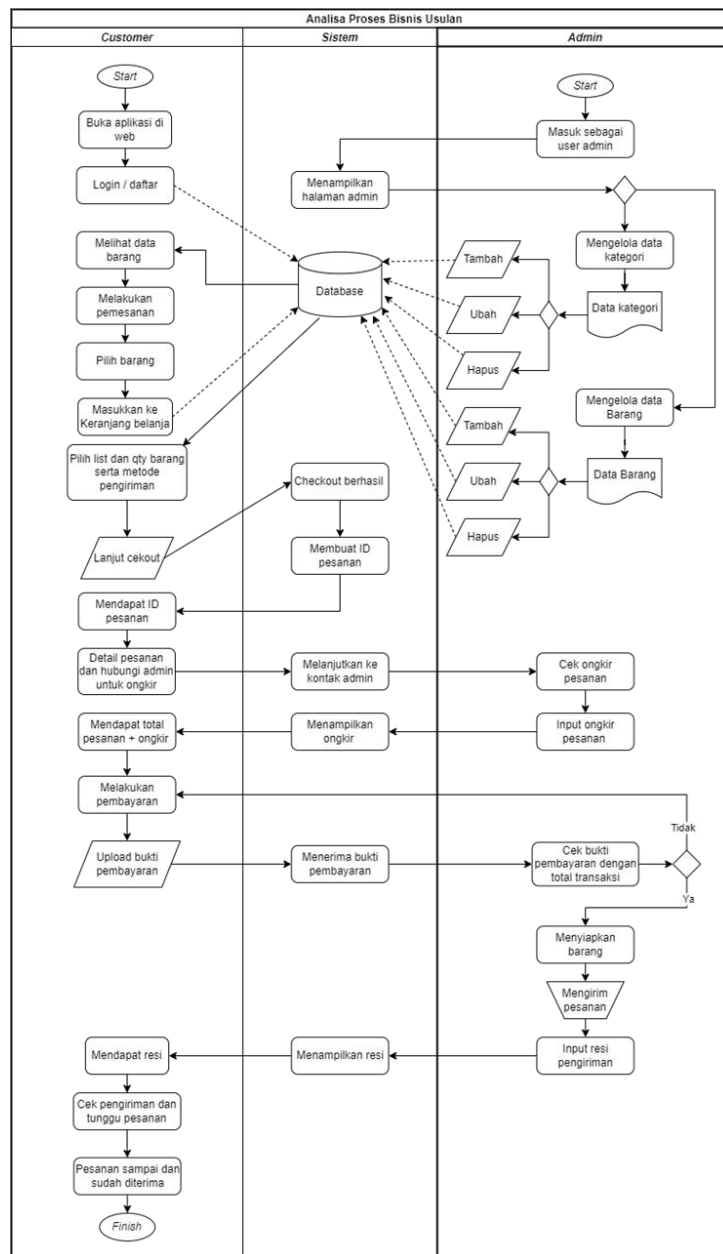 Analisa Proses Bisnis Usulan
Customer
Sistem
Admin
Start
Start
Buka aplikasi di
web
Masuk sebagai
user admin
Login / daftar
Menampilkan
halaman admin
Melihat data
barang
Database
Tambah
Mengelola data
kategori
Melakukan
pemesanan
Ubah
Data kategori
Pilih barang
Hapus
Masukkan ke
Keranjang belanja
Mengelola data
Barang
Tambah
Pilih list dan qty barang
serta metode
pengiriman
Checkout berhasil
Ubah
Data Barang
Lanjut cekout
Membuat ID
pesanan
Hapus
Mendapat ID
pesanan
Detail pesanan
dan hubungi admin
untuk ongkir
Melanjutkan ke
kontak admin
Cek ongkir
pesanan
Mendapat total
pesanan + ongkir
Menampilkan
ongkir
Input ongkir
pesanan
Melakukan
pembayaran
Tidak
Upload bukti
pembayaran
Menerima bukti
pembayaran
Cek bukti
pembayaran dengan
total transaksi
Ya
Menyiapkan
barang
Mengirim
pesanan
Mendapat resi
Menampilkan resi
Input resi
pengiriman
Cek pengiriman dan
tunggu pesanan
Pesanan sampai dan
sudah diterima
Finish